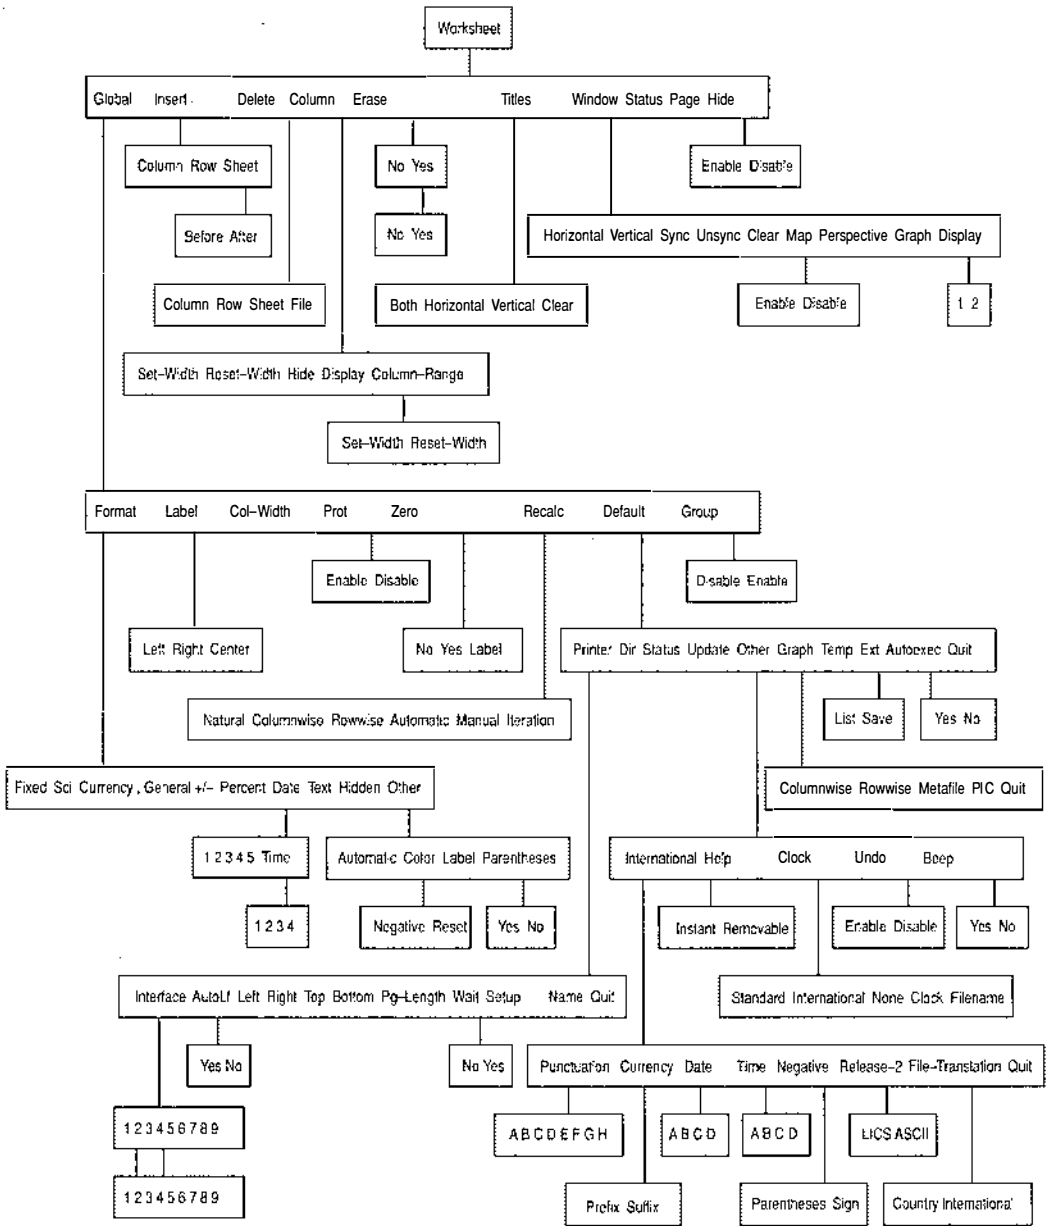 Worksheet
Global Insert Delete Column Erase Titles Window Status Page Hide
Column Row Sheet
No Yes
Enable Disable
Before After
No Yes
Horizontal Vertical Sync Unsync Clear Map Perspective Graph Display
Column Row Sheet File
Both Horizontal Vertical Clear
Enable Disable
1 2
Set-Width Reset-Width Hide Display Column-Range
Set-Width Reset-Width
Format Label Col-Width Prot Zero Recalc Default Group
Enable Disable
Disable Enable
Left Right Center
No Yes Label
Printer Dir Status Update Other Graph Temp Ext Autoexec Quit
Natural Columnwise Rowwise Automatic Manual Iteration
List Save
Yes No
Fixed Sci Currency , General +/- Percent Date Text Hidden Other
Columnwise Rowwise Metafile PIC Quit
1 2 3 4 5 Time
Automatic Color Label Parentheses
International Help Clock Undo Beep
1 2 3 4
Negative Reset
Yes No
Instant Removable
Enable Disable
Yes No
Interface AutoLf Left Right Top Bottom Pg-Length Wait Setup Name Quit
Standard International None Clock Filename
Yes No
No Yes
Punctuation Currency Date Time Negative Release-2 File-Translation Quit
1 2 3 4 5 6 7 8 9
A B C D E F G H
A B C D
A B C D
LICS ASCII
1 2 3 4 5 6 7 8 9
Prefix Suffix
Parentheses Sign
Country International